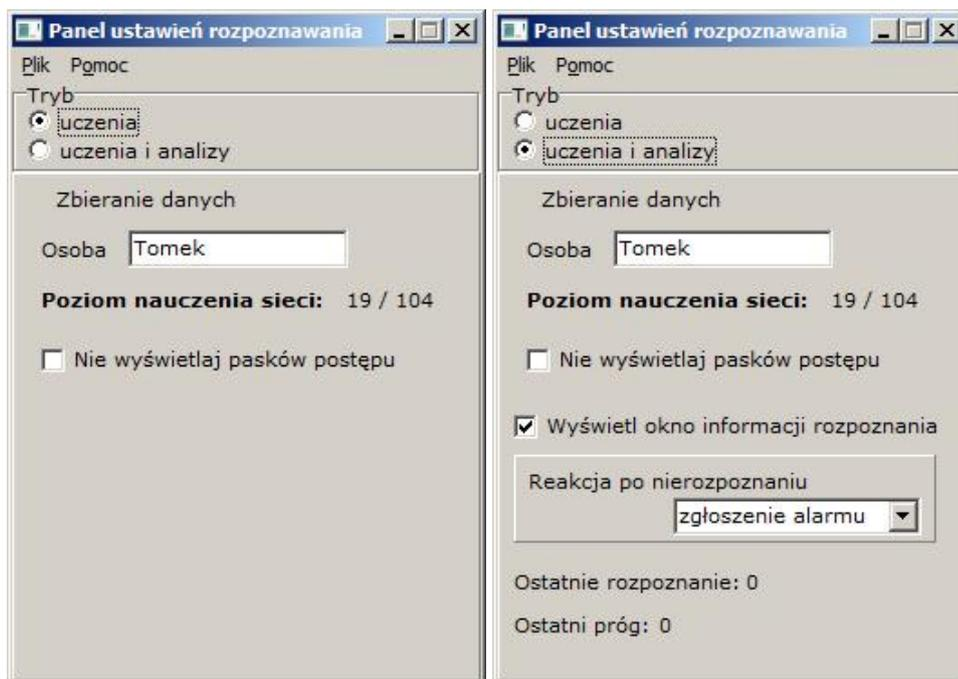 Panel ustawień rozpoznawania
Plik Pomoc
Tryb
uczenia
uczenia i analizy
Zbieranie danych
Osoba Tomek
Poziom nauczenia sieci: 19 / 104
Nie wyświetlaj pasków postępu
Panel ustawień rozpoznawania
Plik Pomoc
Tryb
uczenia
uczenia i analizy
Zbieranie danych
Osoba Tomek
Poziom nauczenia sieci: 19 / 104
Nie wyświetlaj pasków postępu
Wyświetl okno informacji rozpoznania
Reakcja po nierozpoznaniu
zgłoszenie alarmu
Ostatnie rozpoznanie: 0
Ostatni próg: 0